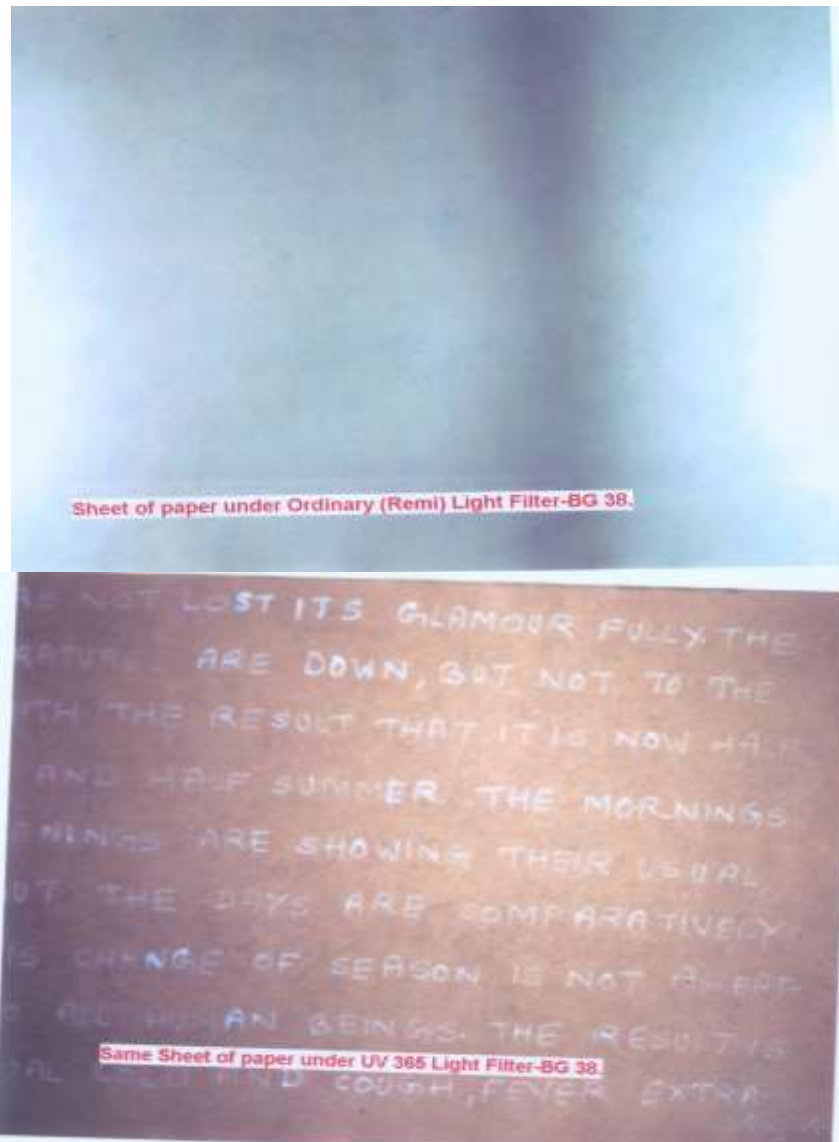 Sheet of paper under Ordinary (Remi) Light Filter-BG 38.
NOT LOST ITS GLAMOUR FULLY. THE
ARE DOWN, BUT NOT TO THE
THE RESULT THAT IT IS NOW HALF
AND HALF SUMMER. THE MORNINGS
ARE SHOWING THEIR USUAL,
THE DAYS ARE COMPARATIVELY
CHANGE OF SEASON IS NOT
ALL HUMAN BEINGS. THE RESULT IS
Same Sheet of paper under UV 365 Light Filter-BG 38.
AND COUGH, FEVER EXTRA-